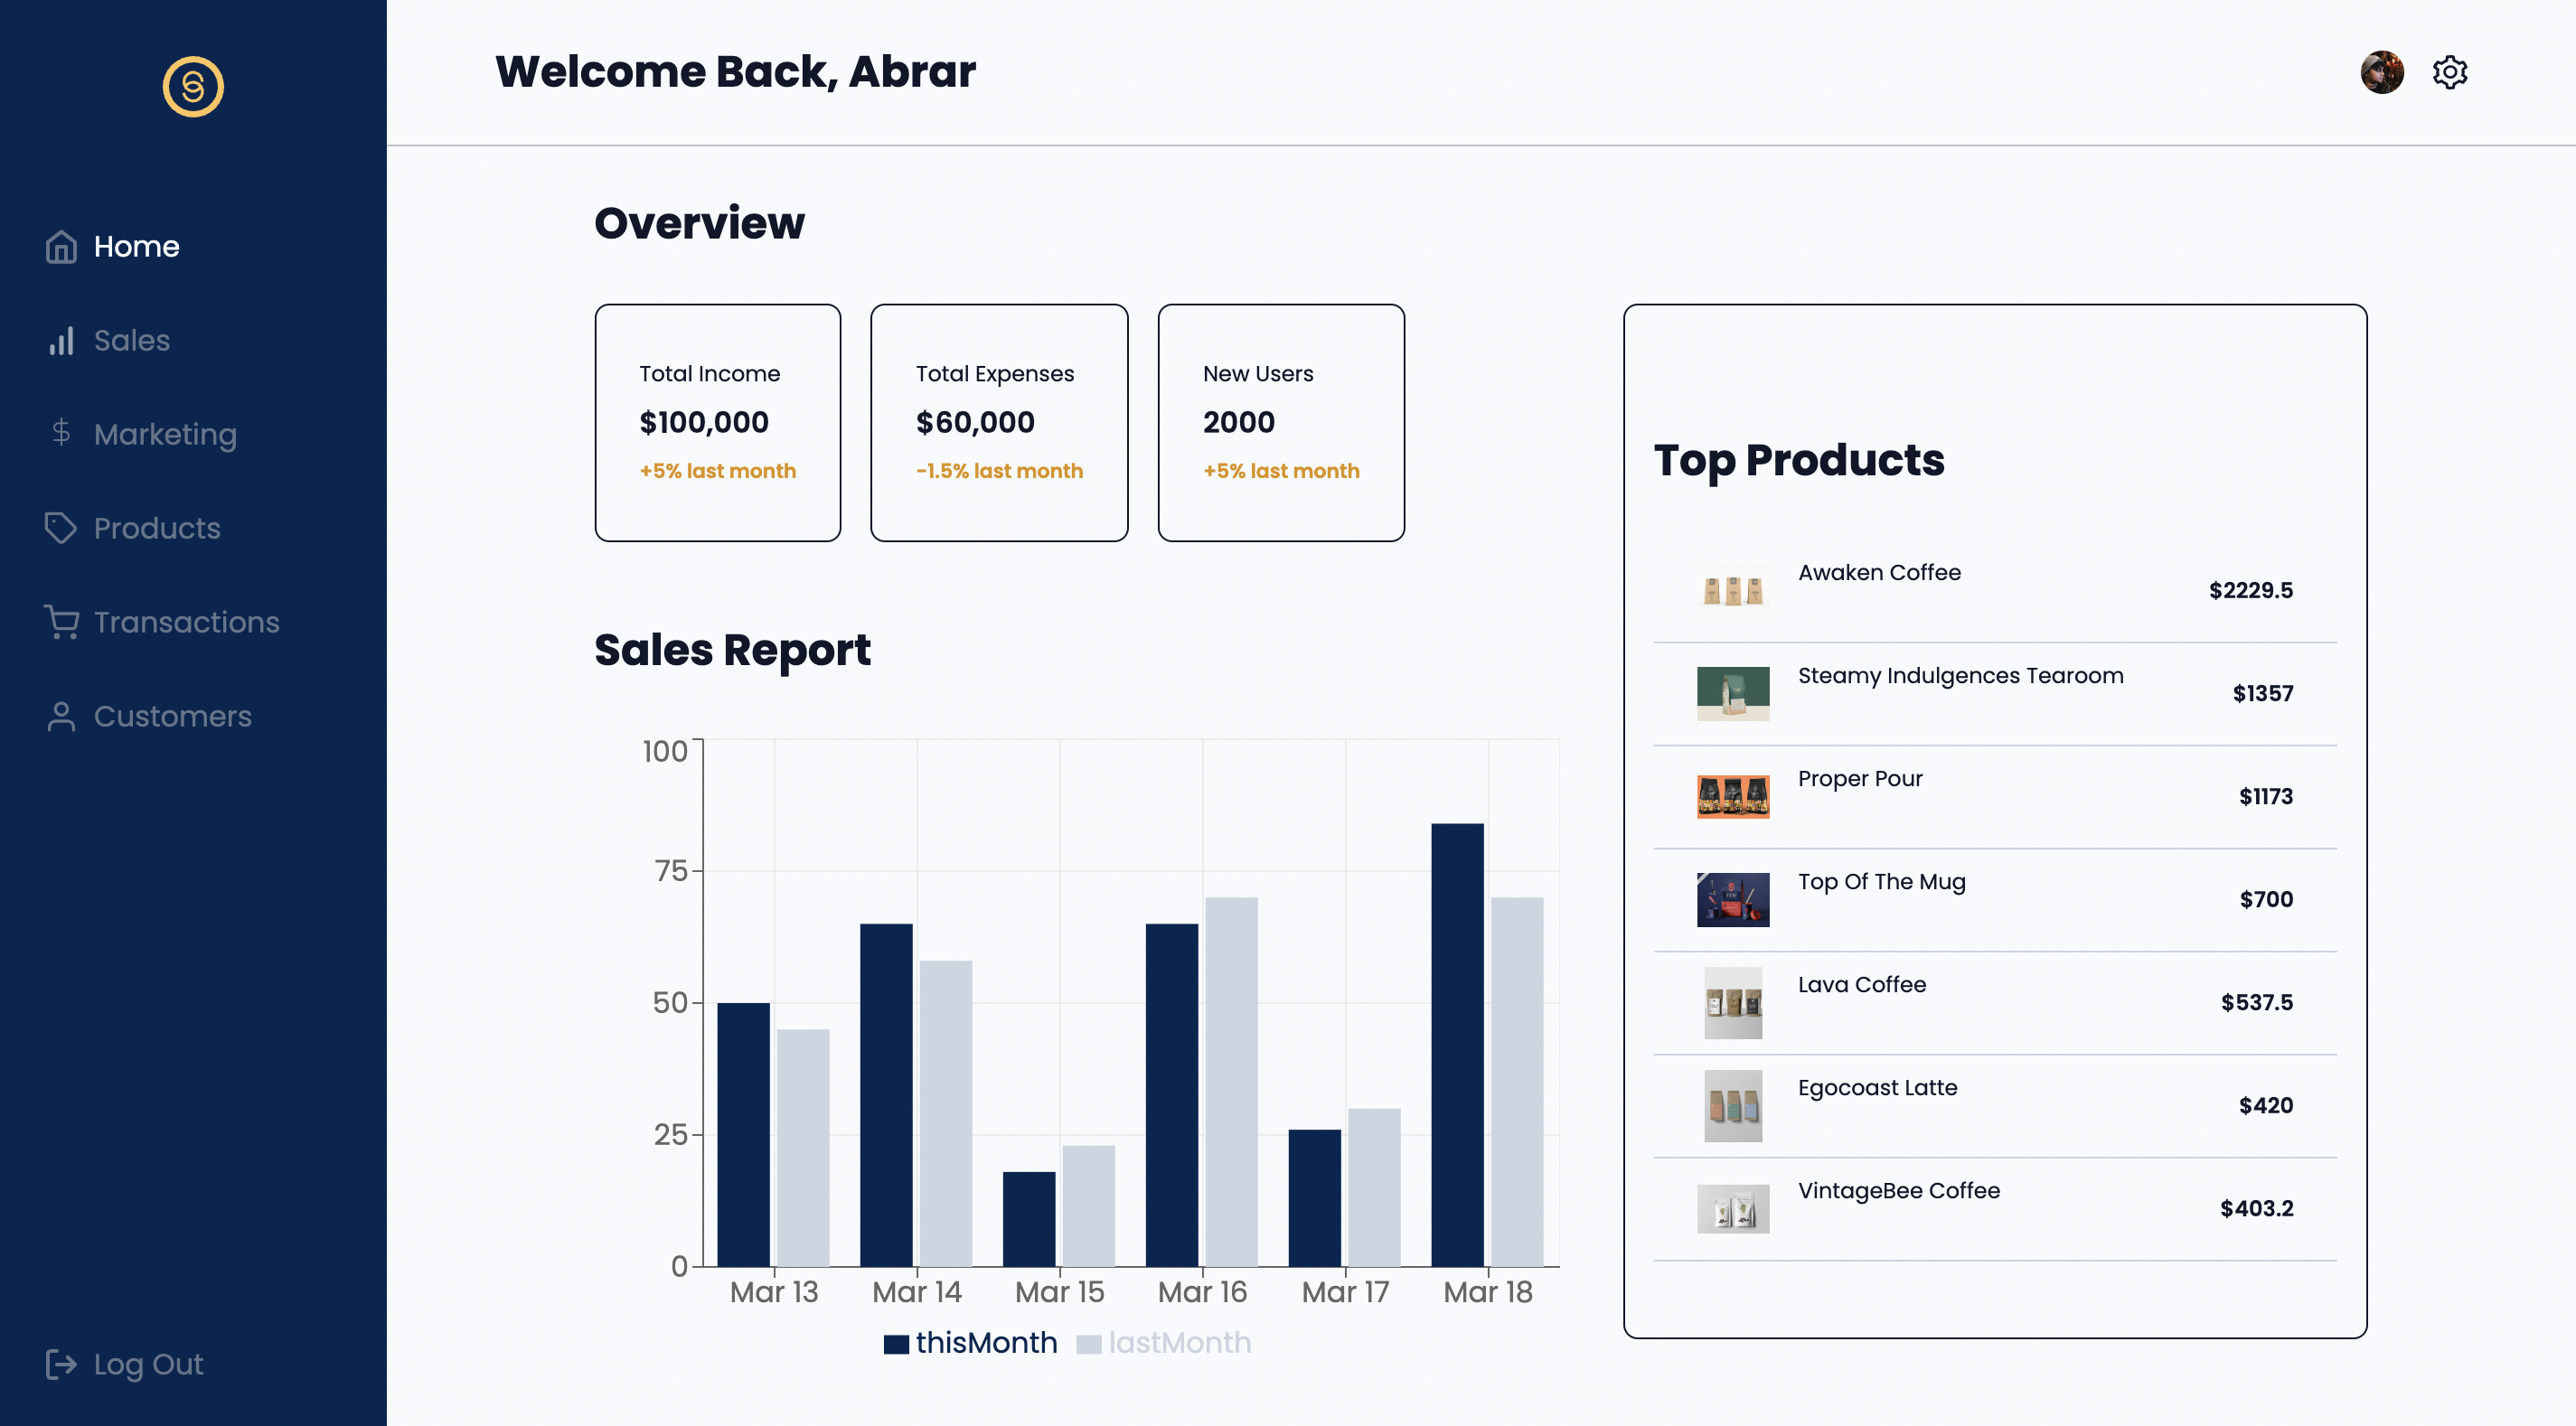 Welcome Back, Abrar
Home
Sales
Marketing
Products
Transactions
Customers
Log Out
Overview
Total Income
$100,000
+5% last month
Total Expenses
$60,000
-1.5% last month
New Users
2000
+5% last month
Sales Report
100
75
50
25
0
Mar 13 Mar 14 Mar 15 Mar 16 Mar 17 Mar 18
thisMonth lastMonth
Top Products
Awaken Coffee
$2229.5
Steamy Indulgences Tearoom
$1357
Proper Pour
$1173
Top Of The Mug
$700
Lava Coffee
$537.5
Egocoast Latte
$420
VintageBee Coffee
$403.2